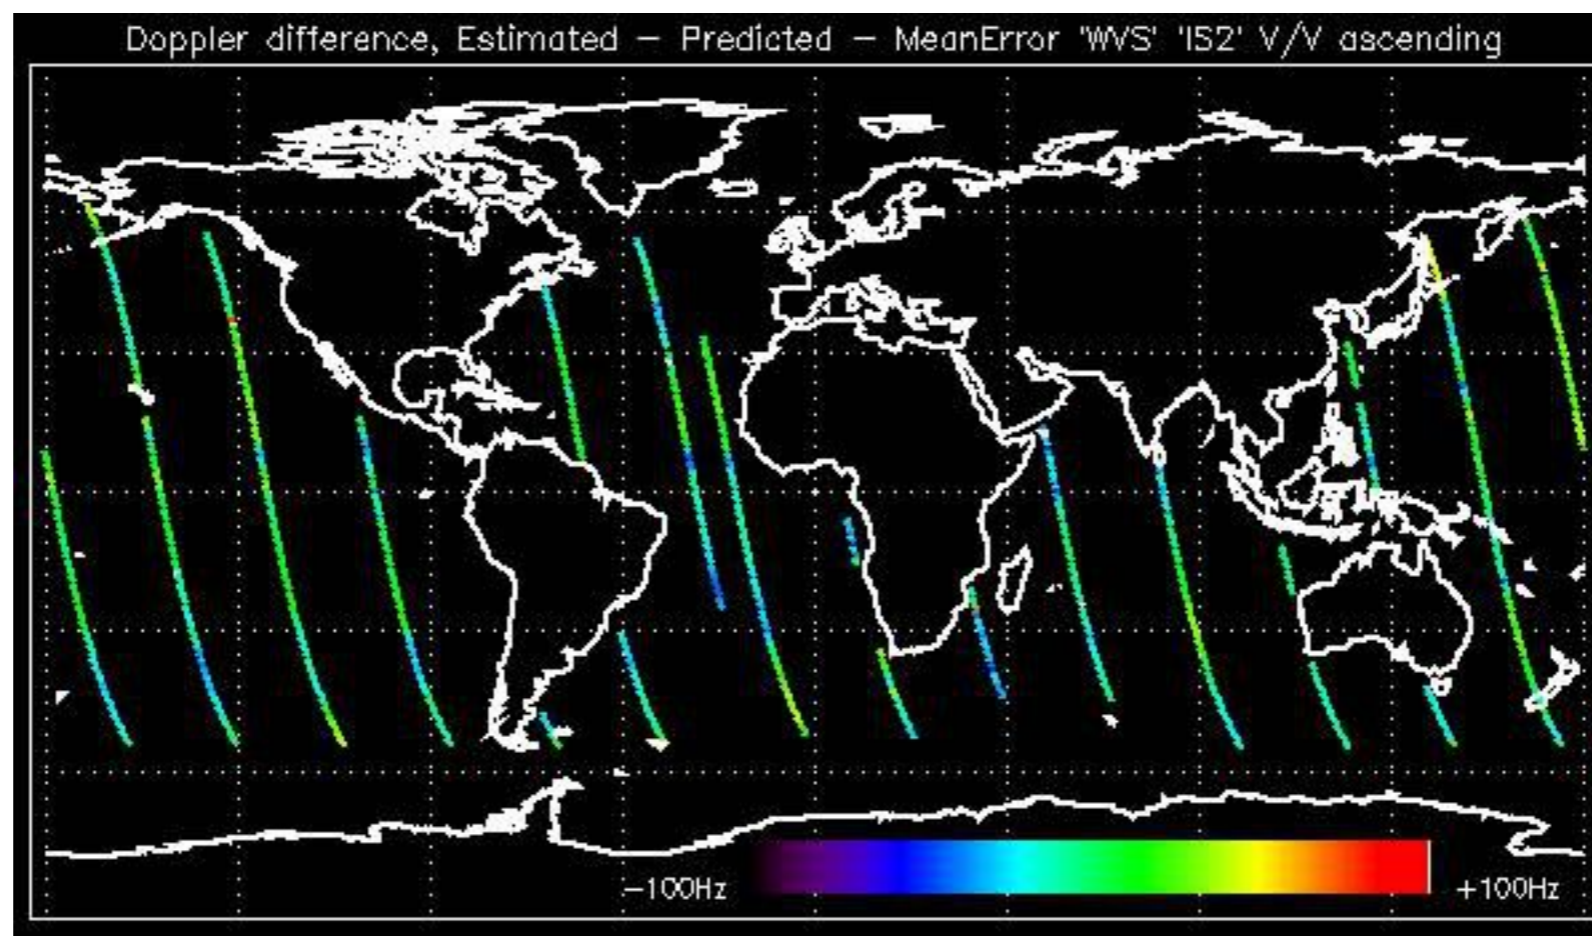 Doppler difference, Estimated – Predicted – MeanError 'WVS' 'IS2' V/V ascending
–100Hz +100Hz